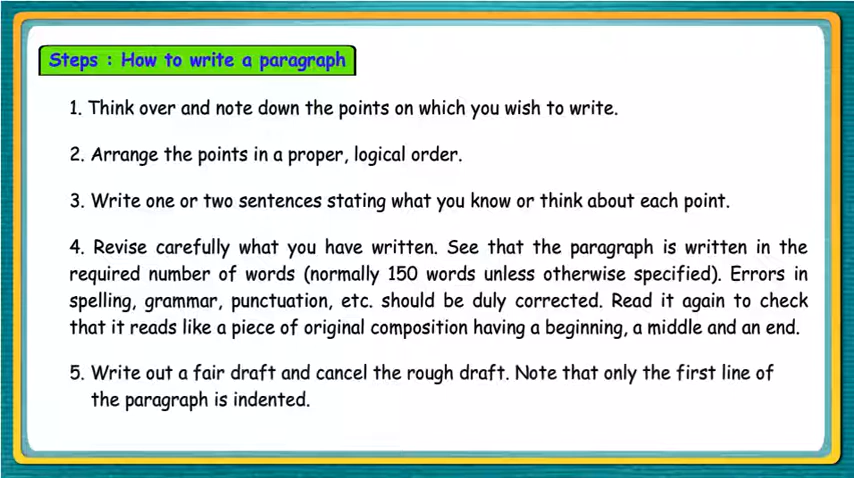 Steps : How to write a paragraph
1. Think over and note down the points on which you wish to write.
2. Arrange the points in a proper, logical order.
3. Write one or two sentences stating what you know or think about each point.
4. Revise carefully what you have written. See that the paragraph is written in the
required number of words (normally 150 words unless otherwise specified). Errors in
spelling, grammar, punctuation, etc. should be duly corrected. Read it again to check
that it reads like a piece of original composition having a beginning, a middle and an end.
5. Write out a fair draft and cancel the rough draft. Note that only the first line of
the paragraph is indented.